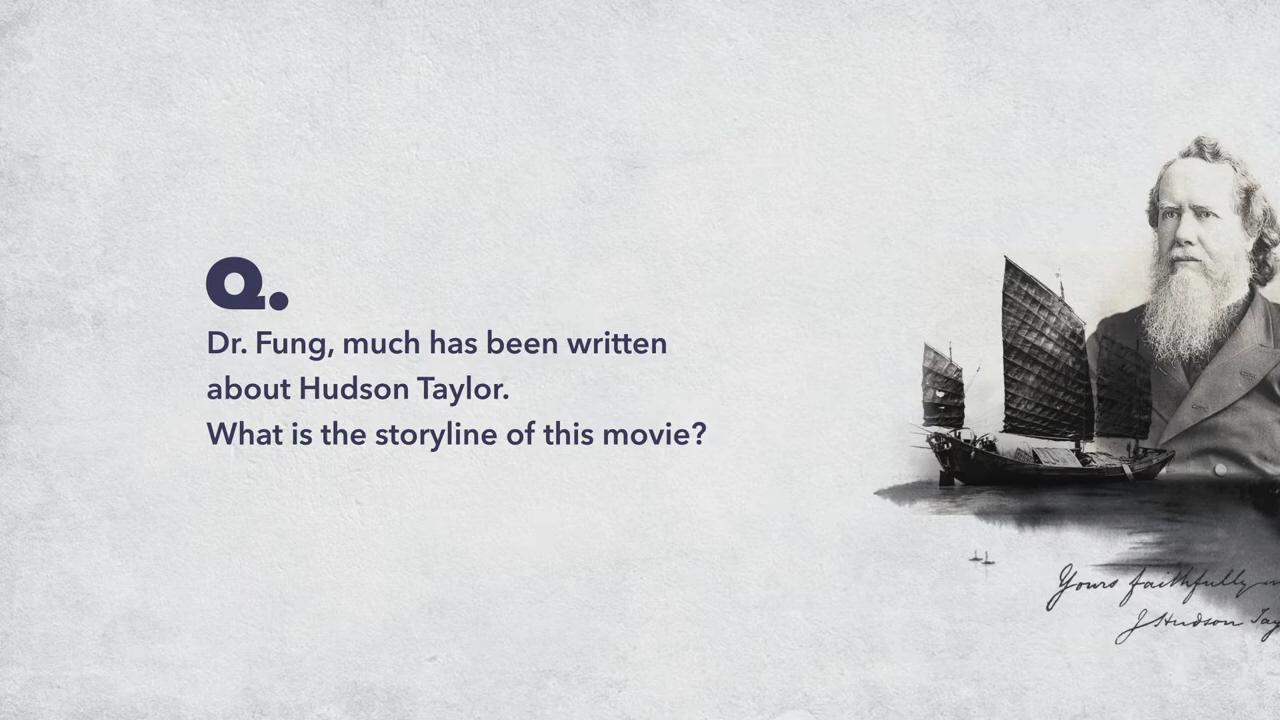 Q.
Dr. Fung, much has been written
about Hudson Taylor.
What is the storyline of this movie?
Yours faithfully
J Hudson